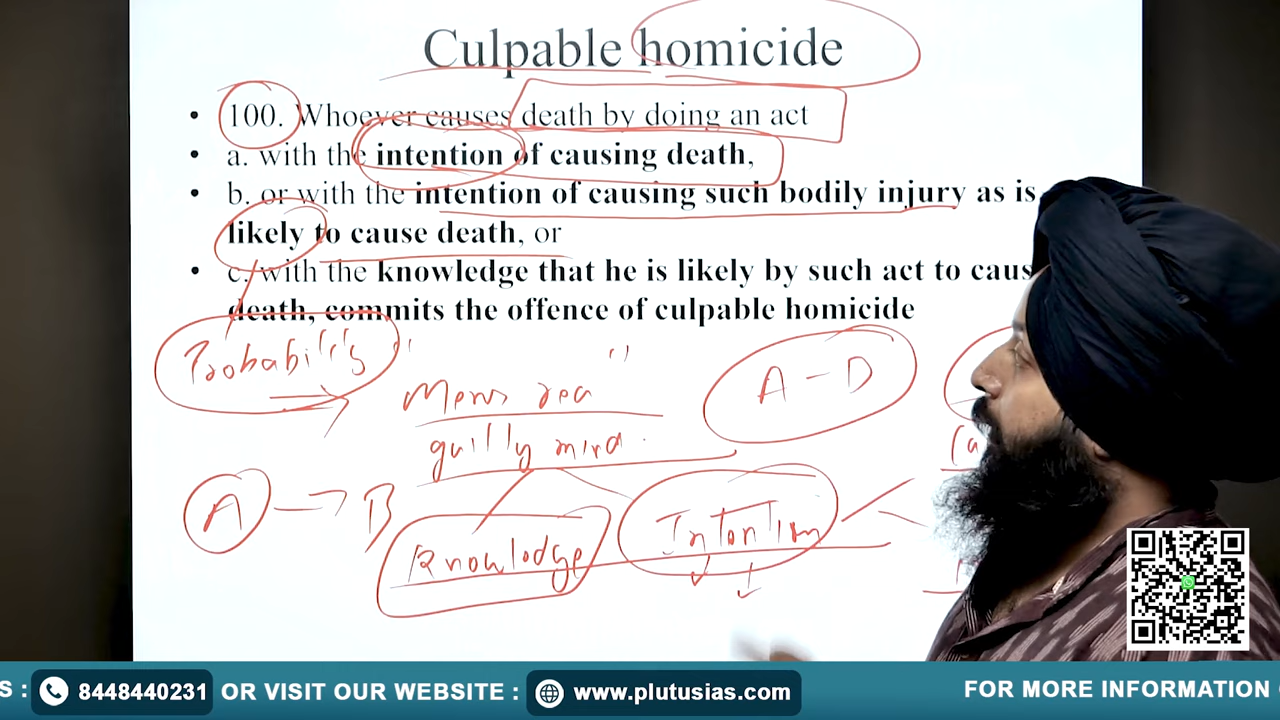 Culpable homicide
• 100. Whoever causes death by doing an act
• a. with the intention of causing death,
• b. or with the intention of causing such bodily injury as is
likely to cause death, or
• c. with the knowledge that he is likely by such act to caus
death, commits the offence of culpable homicide
Probability
Mens rea
A - D
guilty mind
A → B
Knowledge
Intention
S :
8448440231
OR VISIT OUR WEBSITE :
www.plutusias.com
FOR MORE INFORMATION